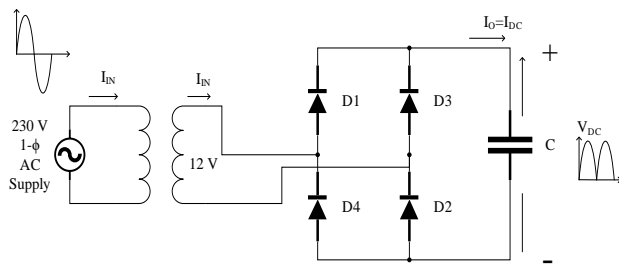 I_O=I_DC
I_IN
I_IN
230 V
1-ϕ
AC
Supply
12 V
D1
D3
D4
D2
+
C
-
V_DC